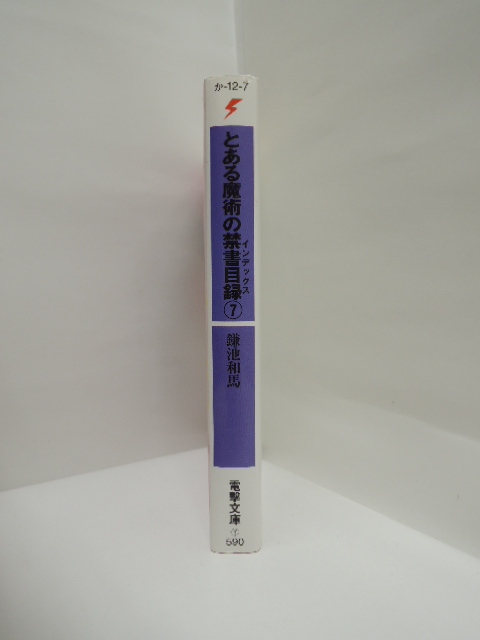 か-12-7
とある魔術の禁書目録⑦
インデックス
鎌池和馬
電撃文庫
590